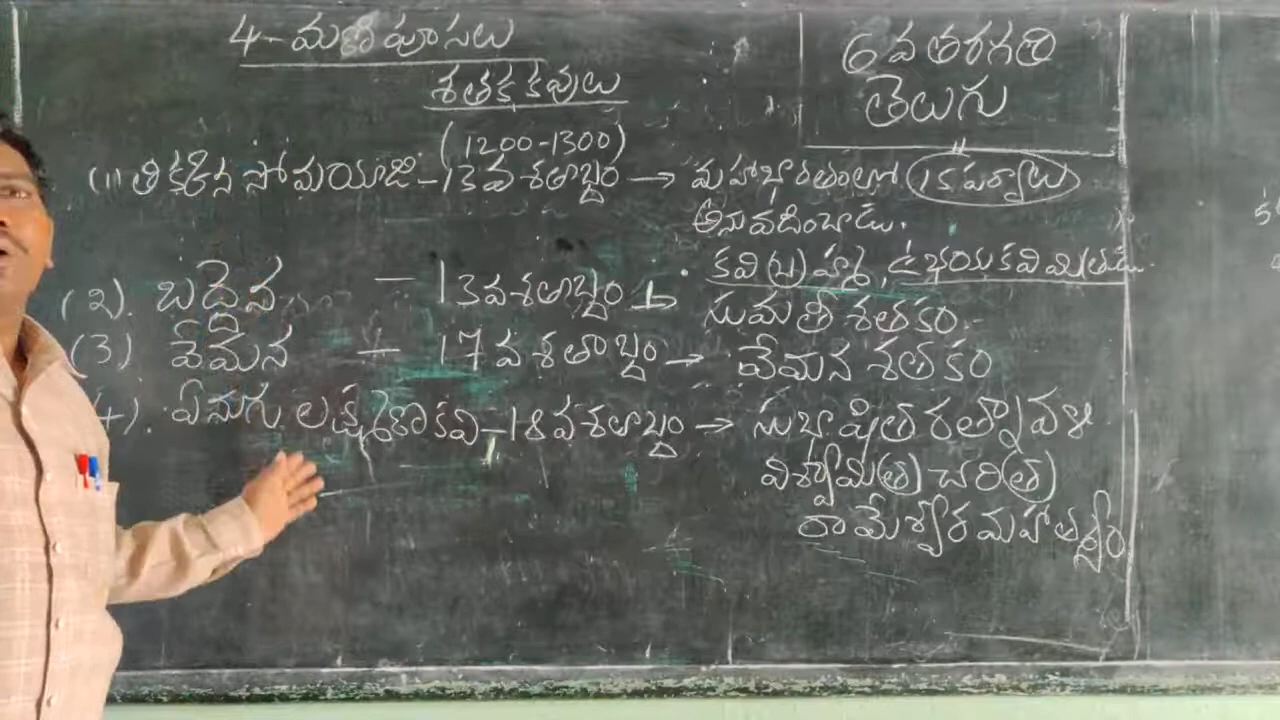 4-మణిపూసలు
శతకకవులు
6వ తరగతి
తెలుగు
(1200-1300)
(1) తిక్కన సోమయాజి - 13వ శతాబ్దం → మహాభారతంలో 15 పర్వాలు
అనువదించాడు.
• కవిబ్రహ్మ, ఉభయకవి మిత్రుడు.
(2). బద్దెన - 13వ శతాబ్దం → సుమతీ శతకం.
(3) వేమన - 17వ శతాబ్దం → వేమన శతకం
4). ఏనుగు లక్ష్మణకవి - 18వ శతాబ్దం → సుభాషిత రత్నావళి
విశ్వామిత్ర చరిత్ర
రామేశ్వర మహాత్మ్యం